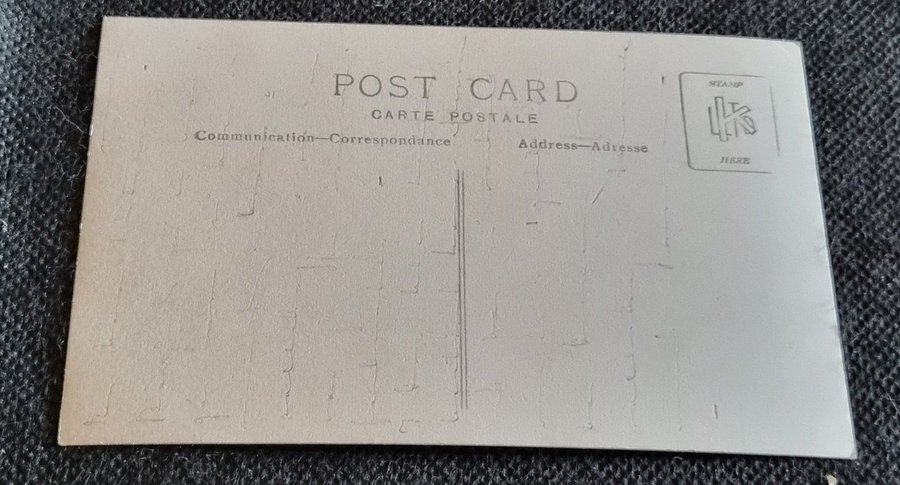 POST CARD
CARTE POSTALE
Communication—Correspondance
Address—Adresse
STAMP
HERE